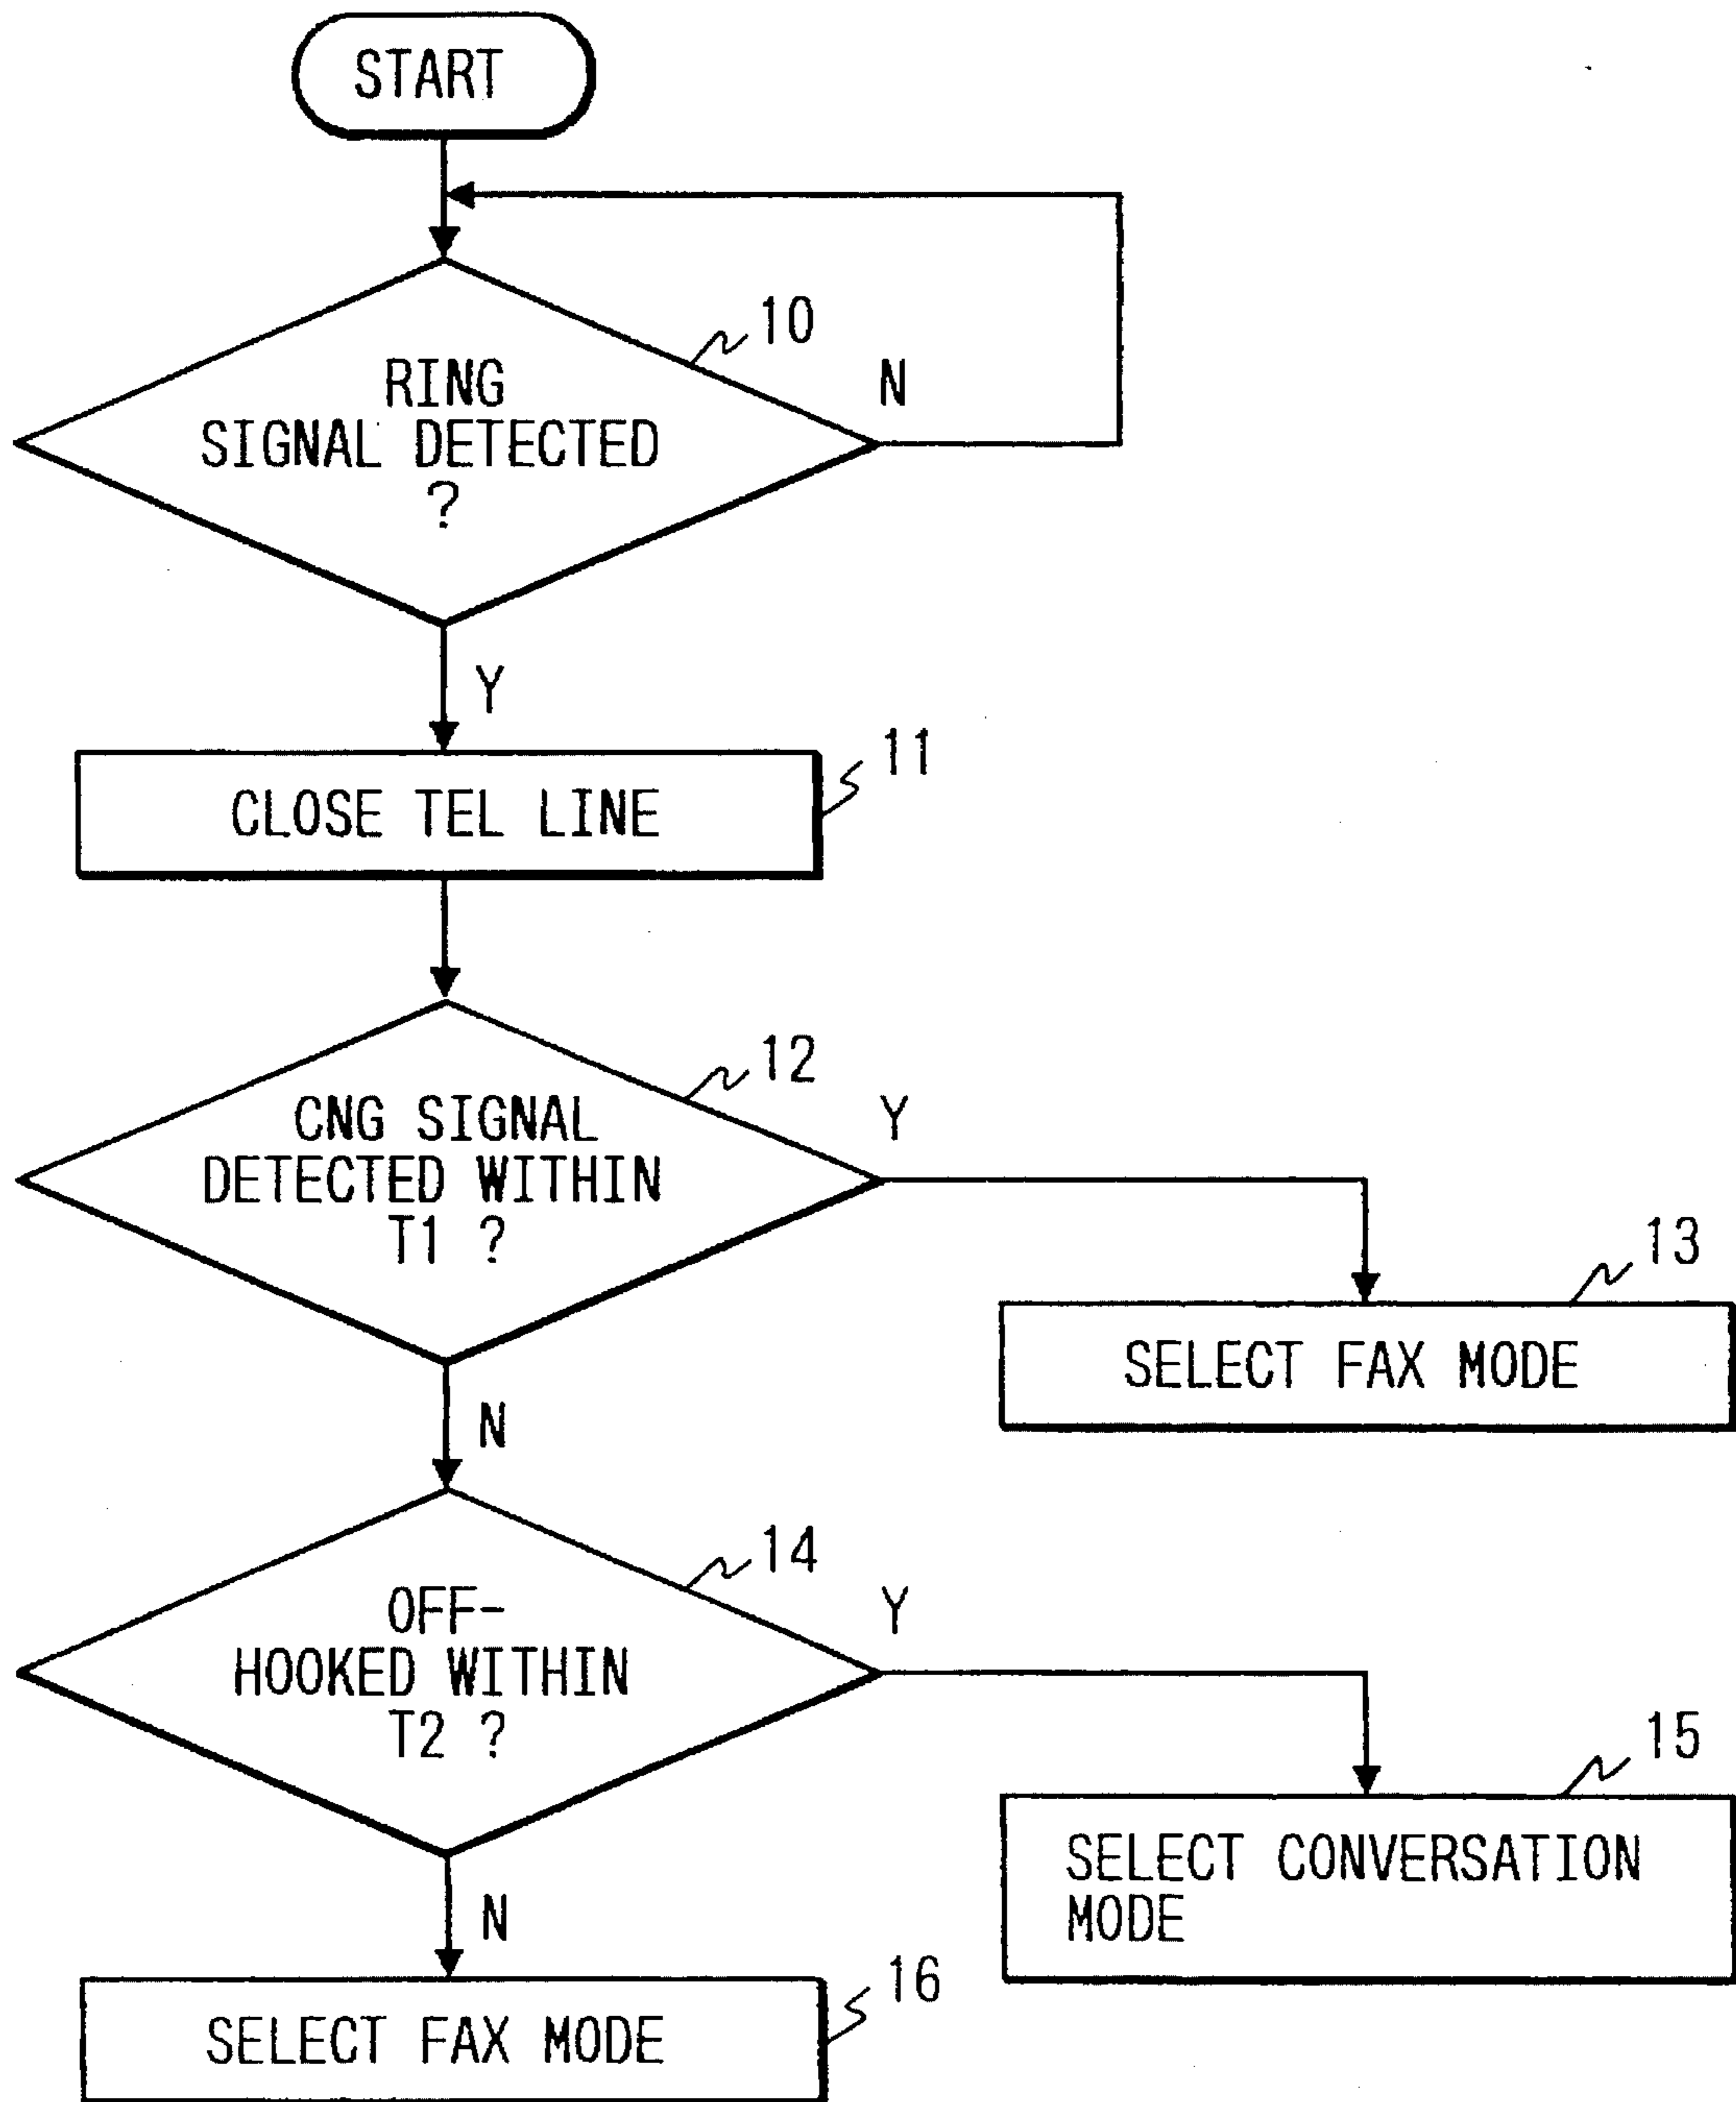 START
10
RING
SIGNAL DETECTED
?
N
Y
11
CLOSE TEL LINE
12
CNG SIGNAL
DETECTED WITHIN
T1 ?
Y
13
SELECT FAX MODE
N
14
OFF-
HOOKED WITHIN
T2 ?
Y
15
SELECT CONVERSATION
MODE
N
16
SELECT FAX MODE